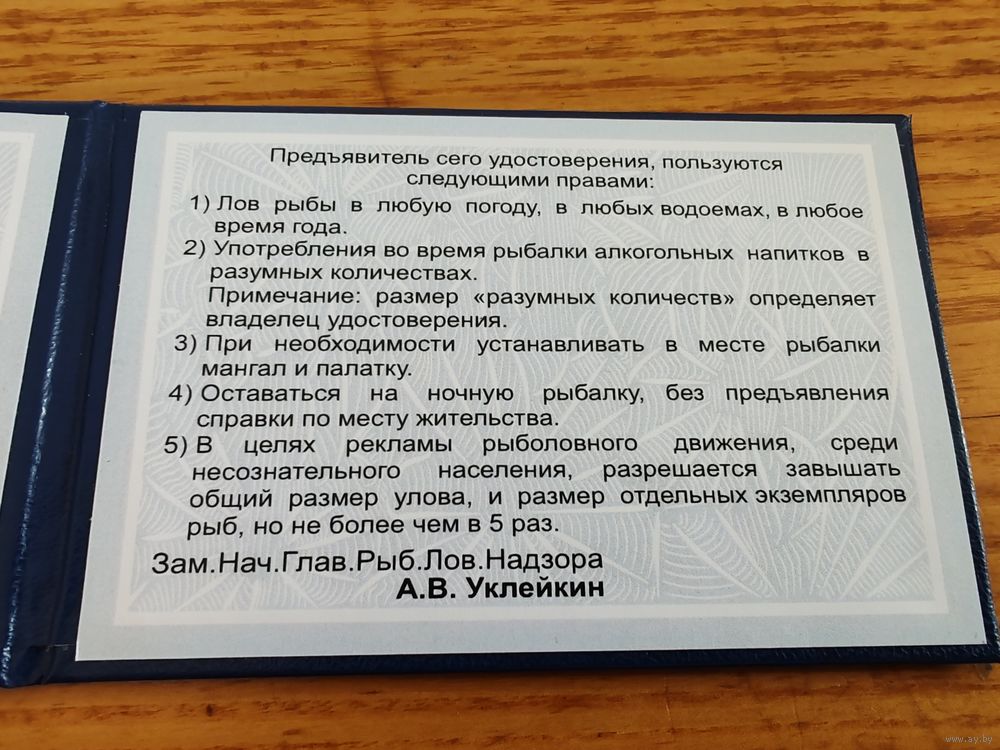 Предъявитель сего удостоверения, пользуются
следующими правами:
1) Лов рыбы в любую погоду, в любых водоемах, в любое
время года.
2) Употребления во время рыбалки алкогольных напитков в
разумных количествах.
Примечание: размер «разумных количеств» определяет
владелец удостоверения.
3) При необходимости устанавливать в месте рыбалки
мангал и палатку.
4) Оставаться на ночную рыбалку, без предъявления
справки по месту жительства.
5) В целях рекламы рыболовного движения, среди
несознательного населения, разрешается завышать
общий размер улова, и размер отдельных экземпляров
рыб, но не более чем в 5 раз.
Зам.Нач.Глав.Рыб.Лов.Надзора
А.В. Уклейкин
www.ay.by